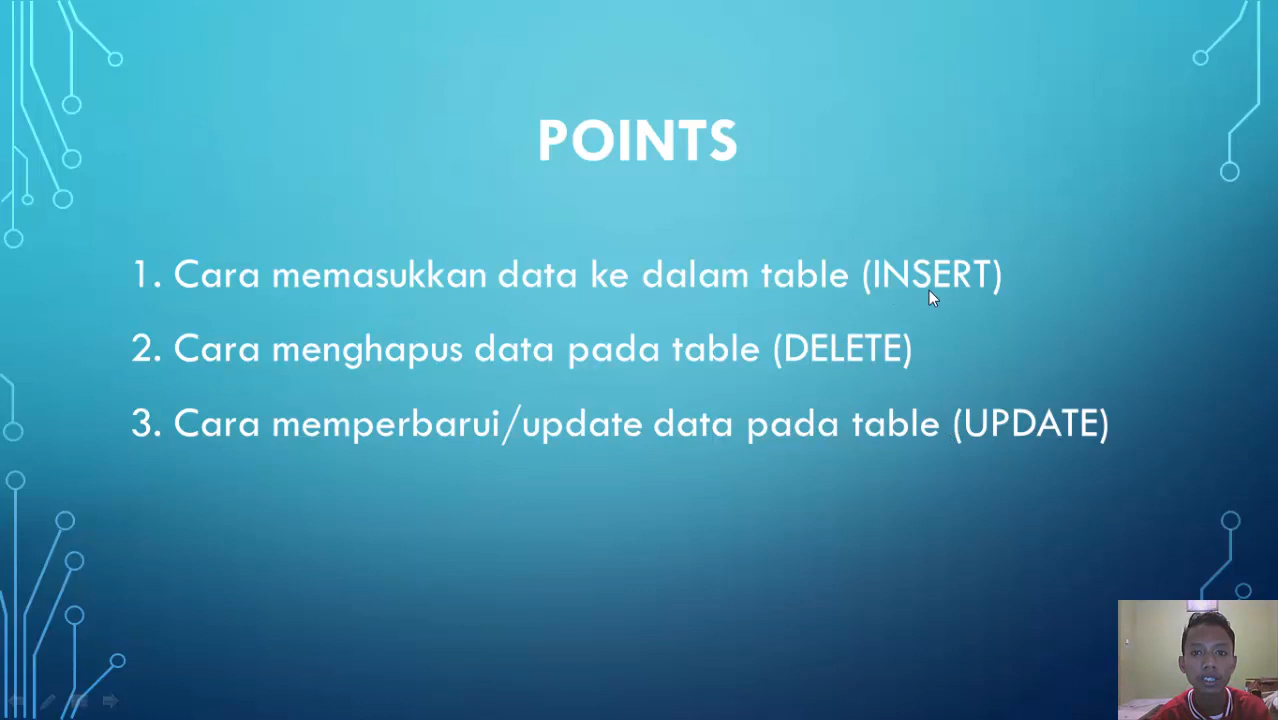 POINTS
1. Cara memasukkan data ke dalam table (INSERT)
2. Cara menghapus data pada table (DELETE)
3. Cara memperbarui/update data pada table (UPDATE)